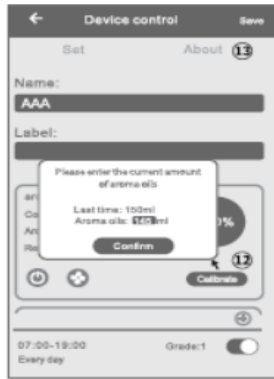 Device control
Save
Set
About
13
Name:
AAA
Label:
Please enter the current amount
of aroma oils
Last time: 150ml
Aroma oils: 140 ml
Confirm
%
12
Calibrate
07:00-19:00
Grade:1
Every day